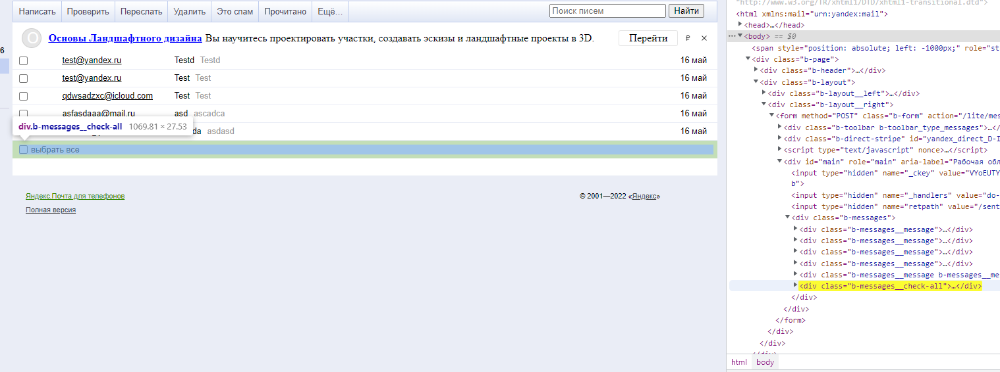 Написать Проверить Переслать Удалить Это спам Прочитано Ещё... Поиск писем Найти
О Основы Ландшафтного дизайна Вы научитесь проектировать участки, создавать эскизы и ландшафтные проекты в 3D. Перейти ₽ ×
6
test@yandex.ru Testd Testd 16 май
test@yandex.ru Test Test 16 май
qdwsadzxc@icloud.com Test Test 16 май
asfasdaaa@mail.ru asd ascadca 16 май
div.b-messages__check-all 1069.81 × 27.53
da asdasd 16 май
выбрать все
Яндекс.Почта для телефонов © 2001—2022 «Яндекс»
Полная версия
"http://www.w3.org/TR/xhtml1/DTD/xhtml1-transitional.dtd">
<html xmlns:mail="urn:yandex:mail">
<head>…</head>
<body> == $0
<span style="position: absolute; left: -1000px;" role="st
<div class="b-page">
<div class="b-header">…</div>
<div class="b-layout">
<div class="b-layout__left">…</div>
<div class="b-layout__right">
<form method="POST" class="b-form" action="/lite/mes
<div class="b-toolbar b-toolbar_type_messages">…</
<div class="b-direct-stripe" id="yandex_direct_D-I
<script type="text/javascript" nonce>…</script>
<div id="main" role="main" aria-label="Рабочая обл
<input type="hidden" name="_ckey" value="VYoEUTY
b">
<input type="hidden" name="_handlers" value="do-
<input type="hidden" name="retpath" value="/sent
<div class="b-messages">
<div class="b-messages__message">…</div>
<div class="b-messages__message">…</div>
<div class="b-messages__message">…</div>
<div class="b-messages__message">…</div>
<div class="b-messages__message b-messages__me
<div class="b-messages__check-all">…</div>
</div>
</div>
</form>
</div>
</div>
html body